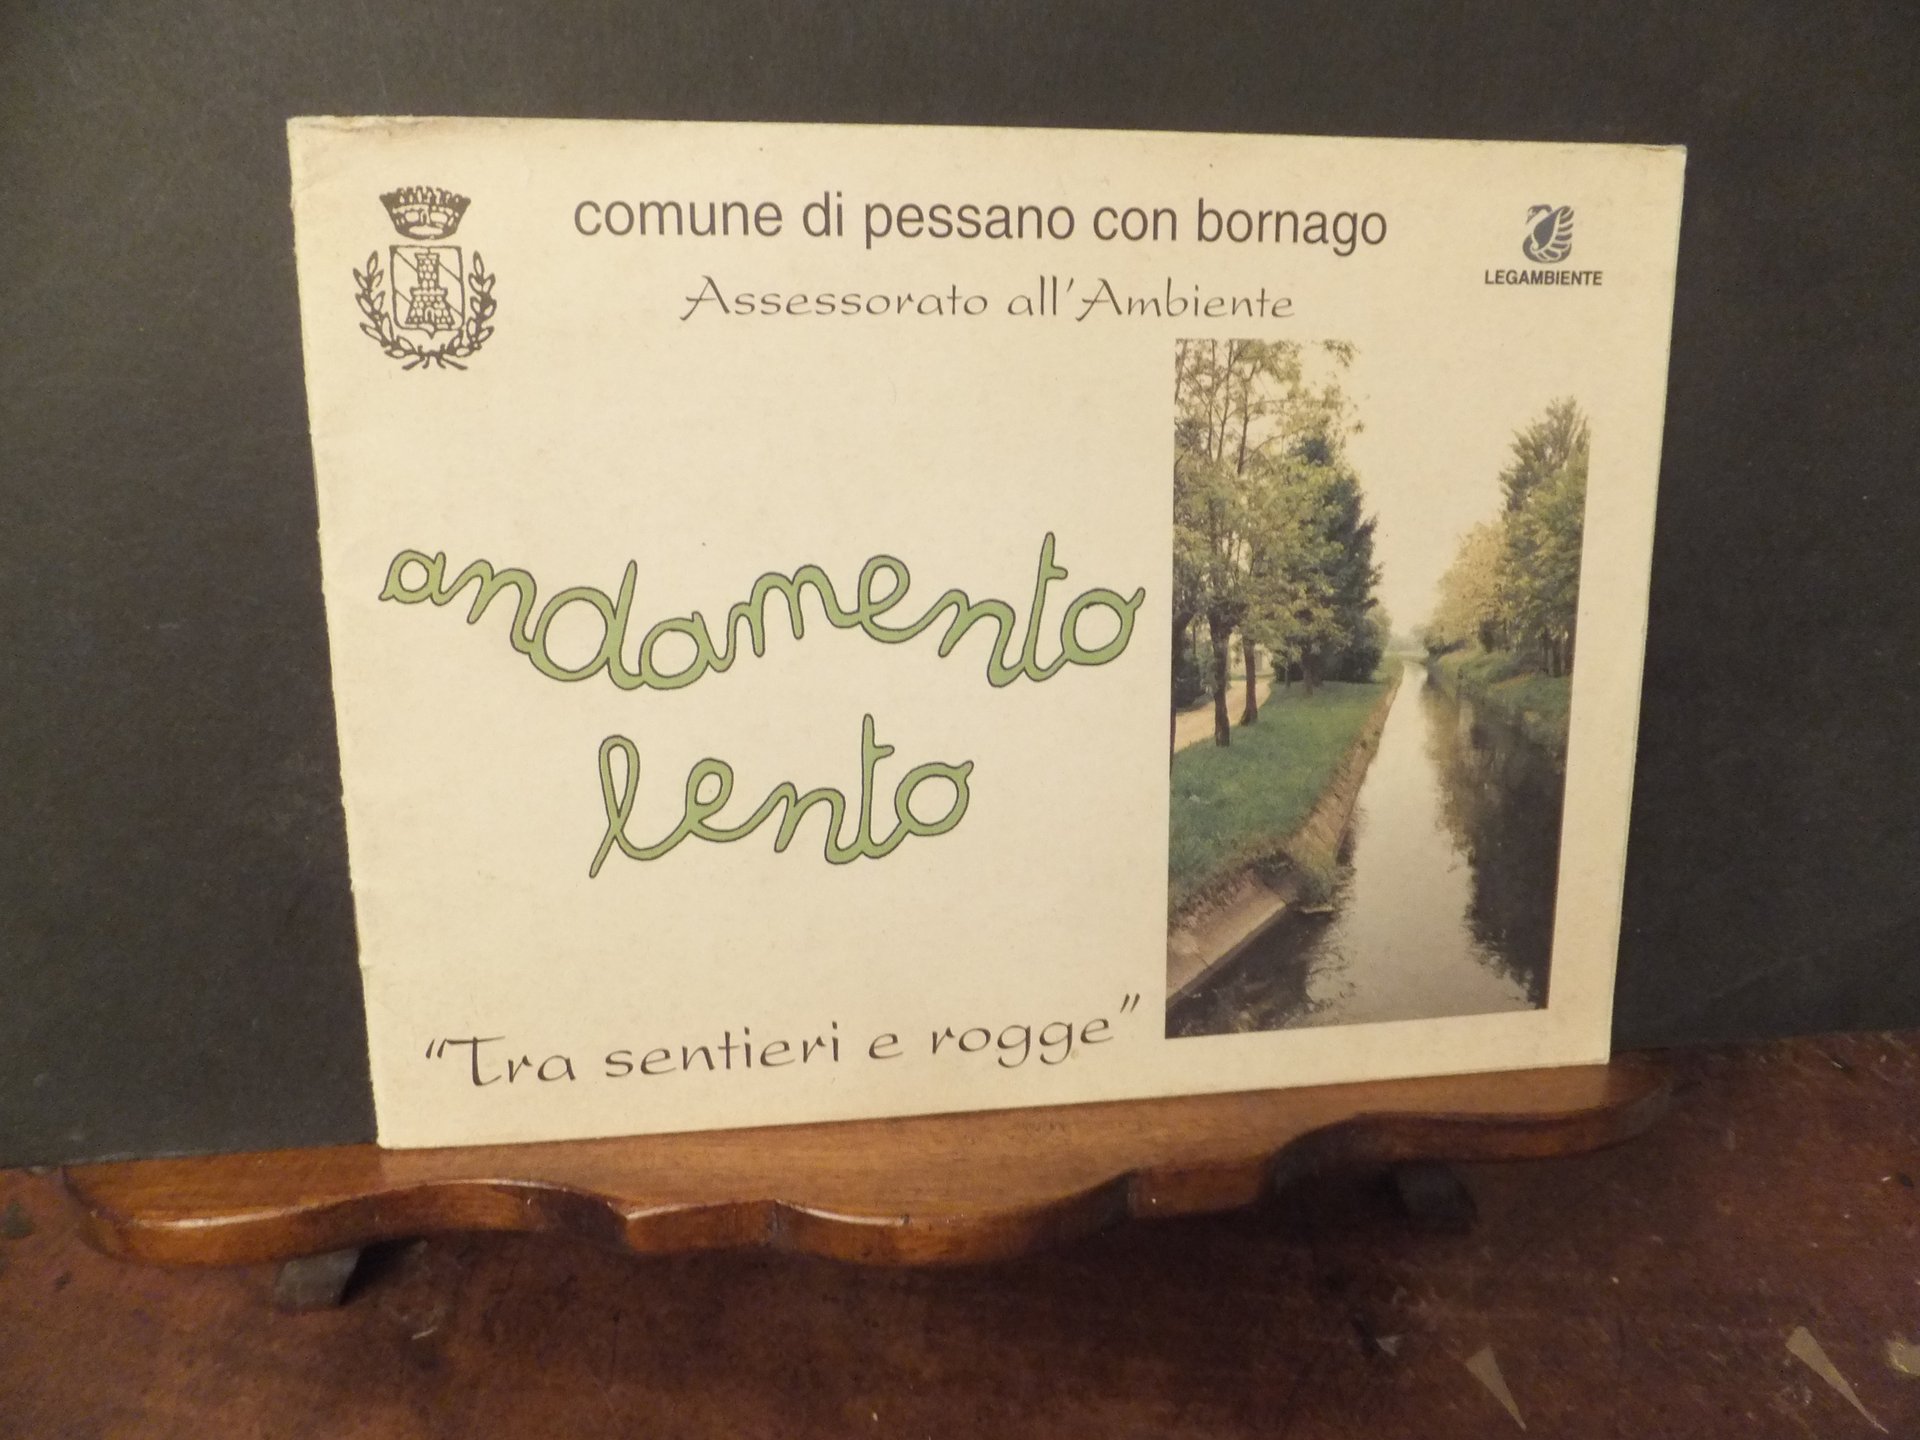 comune di pessano con bornago
Assessorato all'Ambiente
LEGAMBIENTE
andamento
lento
"Tra sentieri e rogge"